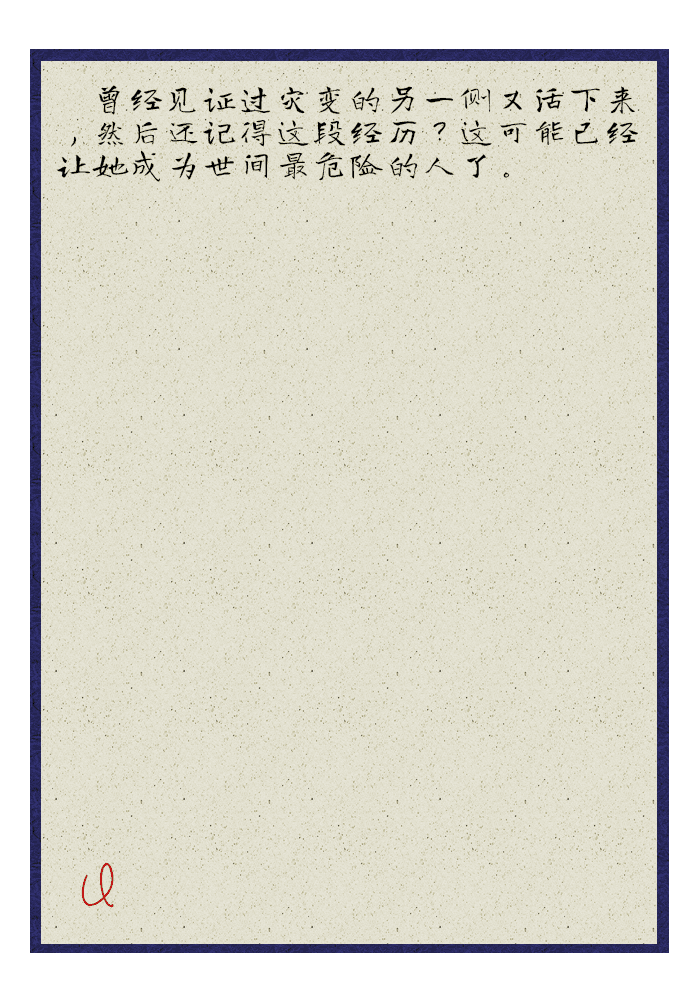 曾经见证过灾变的另一侧又活下来
，然后还记得这段经历？这可能已经
让她成为世间最危险的人了。